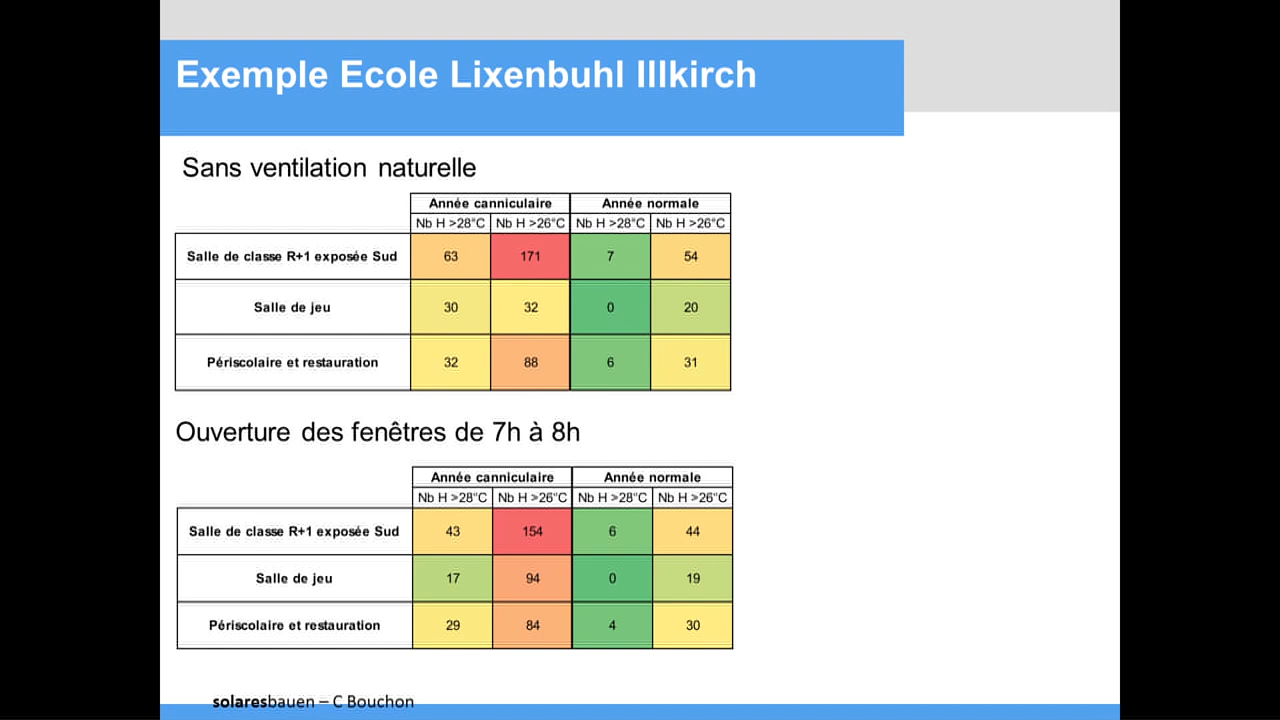 Exemple Ecole Lixenbuhl Illkirch
Sans ventilation naturelle
Année canniculaire Année normale
Nb H >28°C Nb H >26°C Nb H >28°C Nb H >26°C
Salle de classe R+1 exposée Sud 63 171 7 54
Salle de jeu 30 32 0 20
Périscolaire et restauration 32 88 6 31
Ouverture des fenêtres de 7h à 8h
Année canniculaire Année normale
Nb H >28°C Nb H >26°C Nb H >28°C Nb H >26°C
Salle de classe R+1 exposée Sud 43 154 6 44
Salle de jeu 17 94 0 19
Périscolaire et restauration 29 84 4 30
solaresbauen – C Bouchon